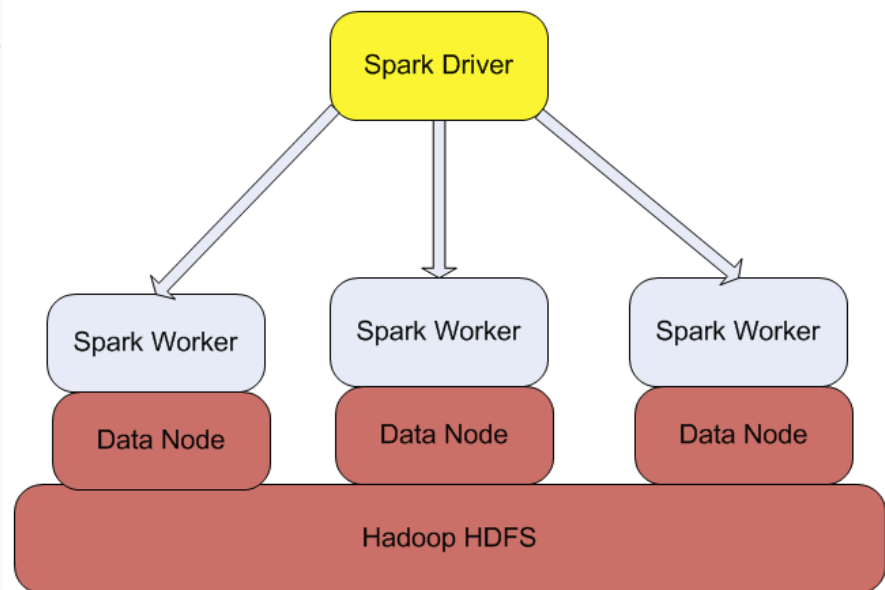 Spark Driver
Spark Worker
Spark Worker
Spark Worker
Data Node
Data Node
Data Node
Hadoop HDFS